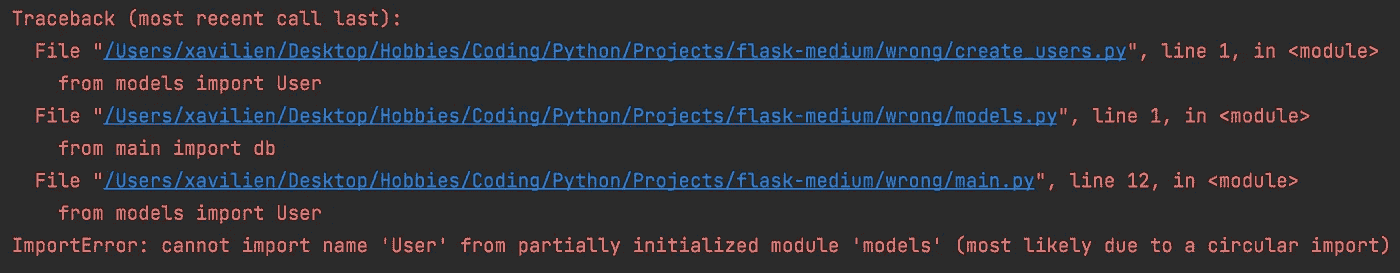 Traceback (most recent call last):
File "/Users/xavilien/Desktop/Hobbies/Coding/Python/Projects/flask-medium/wrong/create_users.py", line 1, in <module>
from models import User
File "/Users/xavilien/Desktop/Hobbies/Coding/Python/Projects/flask-medium/wrong/models.py", line 1, in <module>
from main import db
File "/Users/xavilien/Desktop/Hobbies/Coding/Python/Projects/flask-medium/wrong/main.py", line 12, in <module>
from models import User
ImportError: cannot import name 'User' from partially initialized module 'models' (most likely due to a circular import)